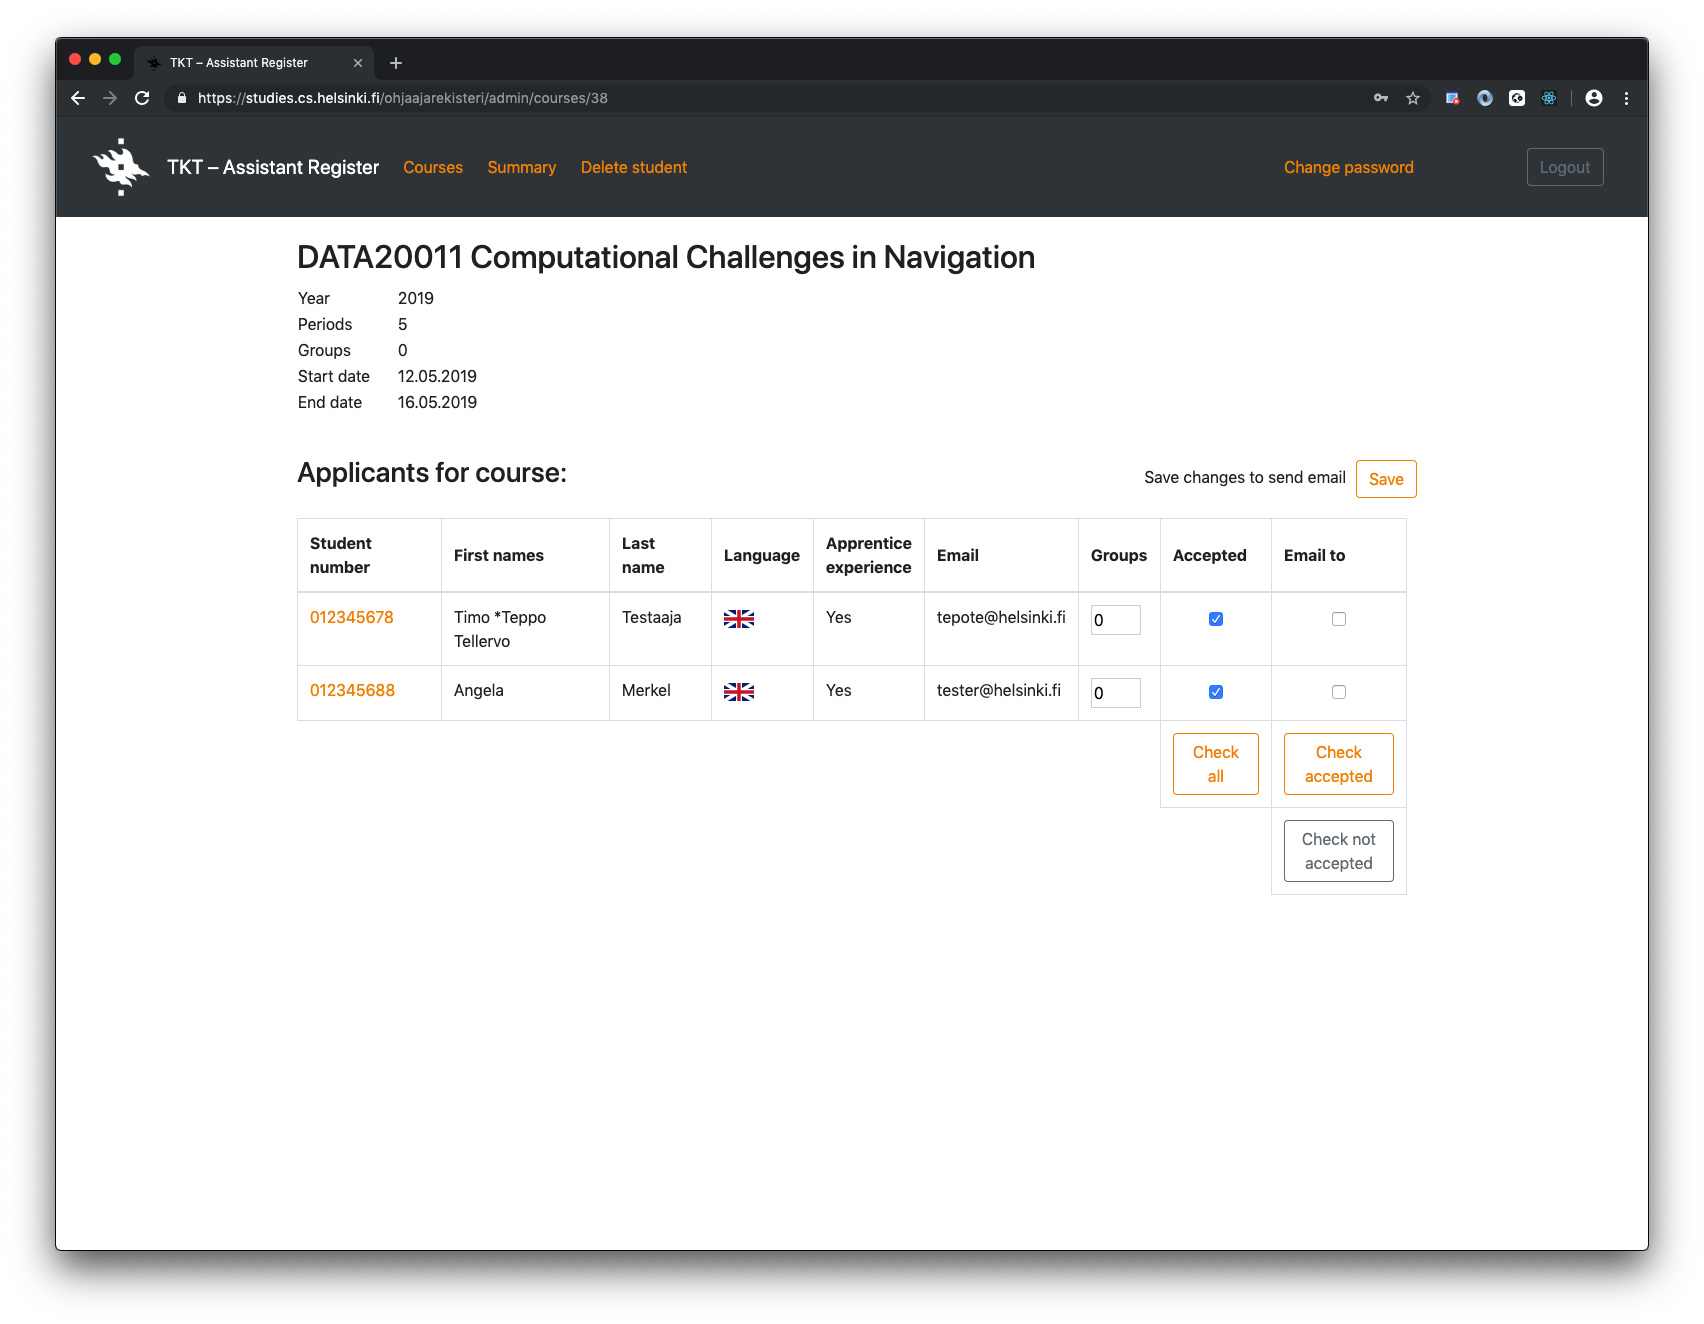 TKT – Assistant Register
https://studies.cs.helsinki.fi/ohjaajarekisteri/admin/courses/38
TKT – Assistant Register Courses Summary Delete student Change password Logout
DATA20011 Computational Challenges in Navigation
Year 2019
Periods 5
Groups 0
Start date 12.05.2019
End date 16.05.2019
Applicants for course:
Save changes to send email Save
Student number First names Last name Language Apprentice experience Email Groups Accepted Email to
012345678 Timo *Teppo Tellervo Testaaja Yes tepote@helsinki.fi 0
012345688 Angela Merkel Yes tester@helsinki.fi 0
Check all
Check accepted
Check not accepted